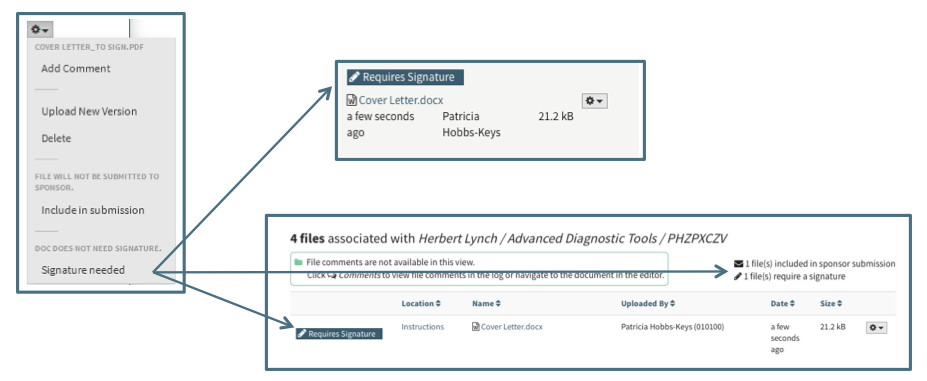 COVER LETTER_TO SIGN.PDF
Add Comment
Upload New Version
Delete
FILE WILL NOT BE SUBMITTED TO
SPONSOR.
Include in submission
DOC DOES NOT NEED SIGNATURE.
Signature needed
Requires Signature
Cover Letter.docx
a few seconds ago Patricia Hobbs-Keys 21.2 kB
4 files associated with Herbert Lynch / Advanced Diagnostic Tools / PHZPXCZV
File comments are not available in this view.
Click Comments to view file comments in the log or navigate to the document in the editor.
1 file(s) included in sponsor submission
1 file(s) require a signature
Location Name Uploaded By Date Size
Requires Signature Instructions Cover Letter.docx Patricia Hobbs-Keys (010100) a few seconds ago 21.2 kB